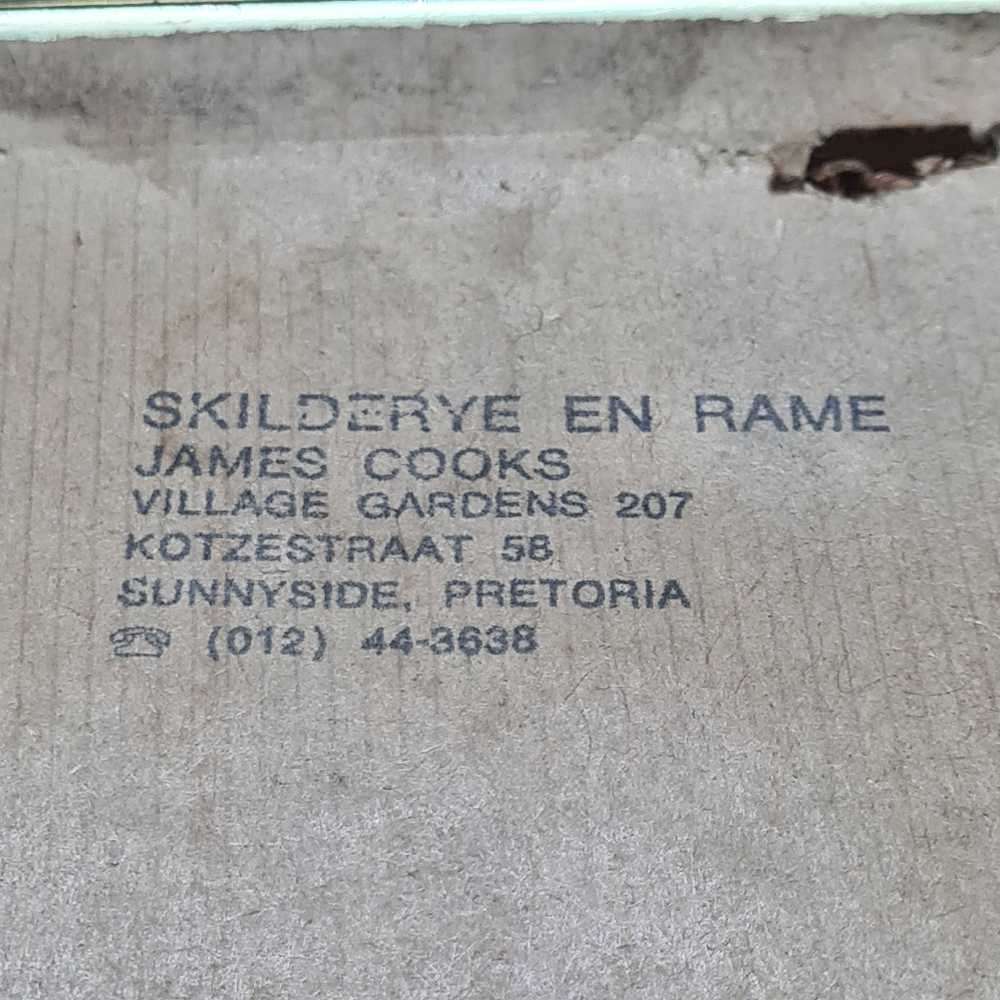 SKILDERYE EN RAME
JAMES COOKS
VILLAGE GARDENS 207
KOTZESTRAAT 58
SUNNYSIDE, PRETORIA
☎ (012) 44-3638